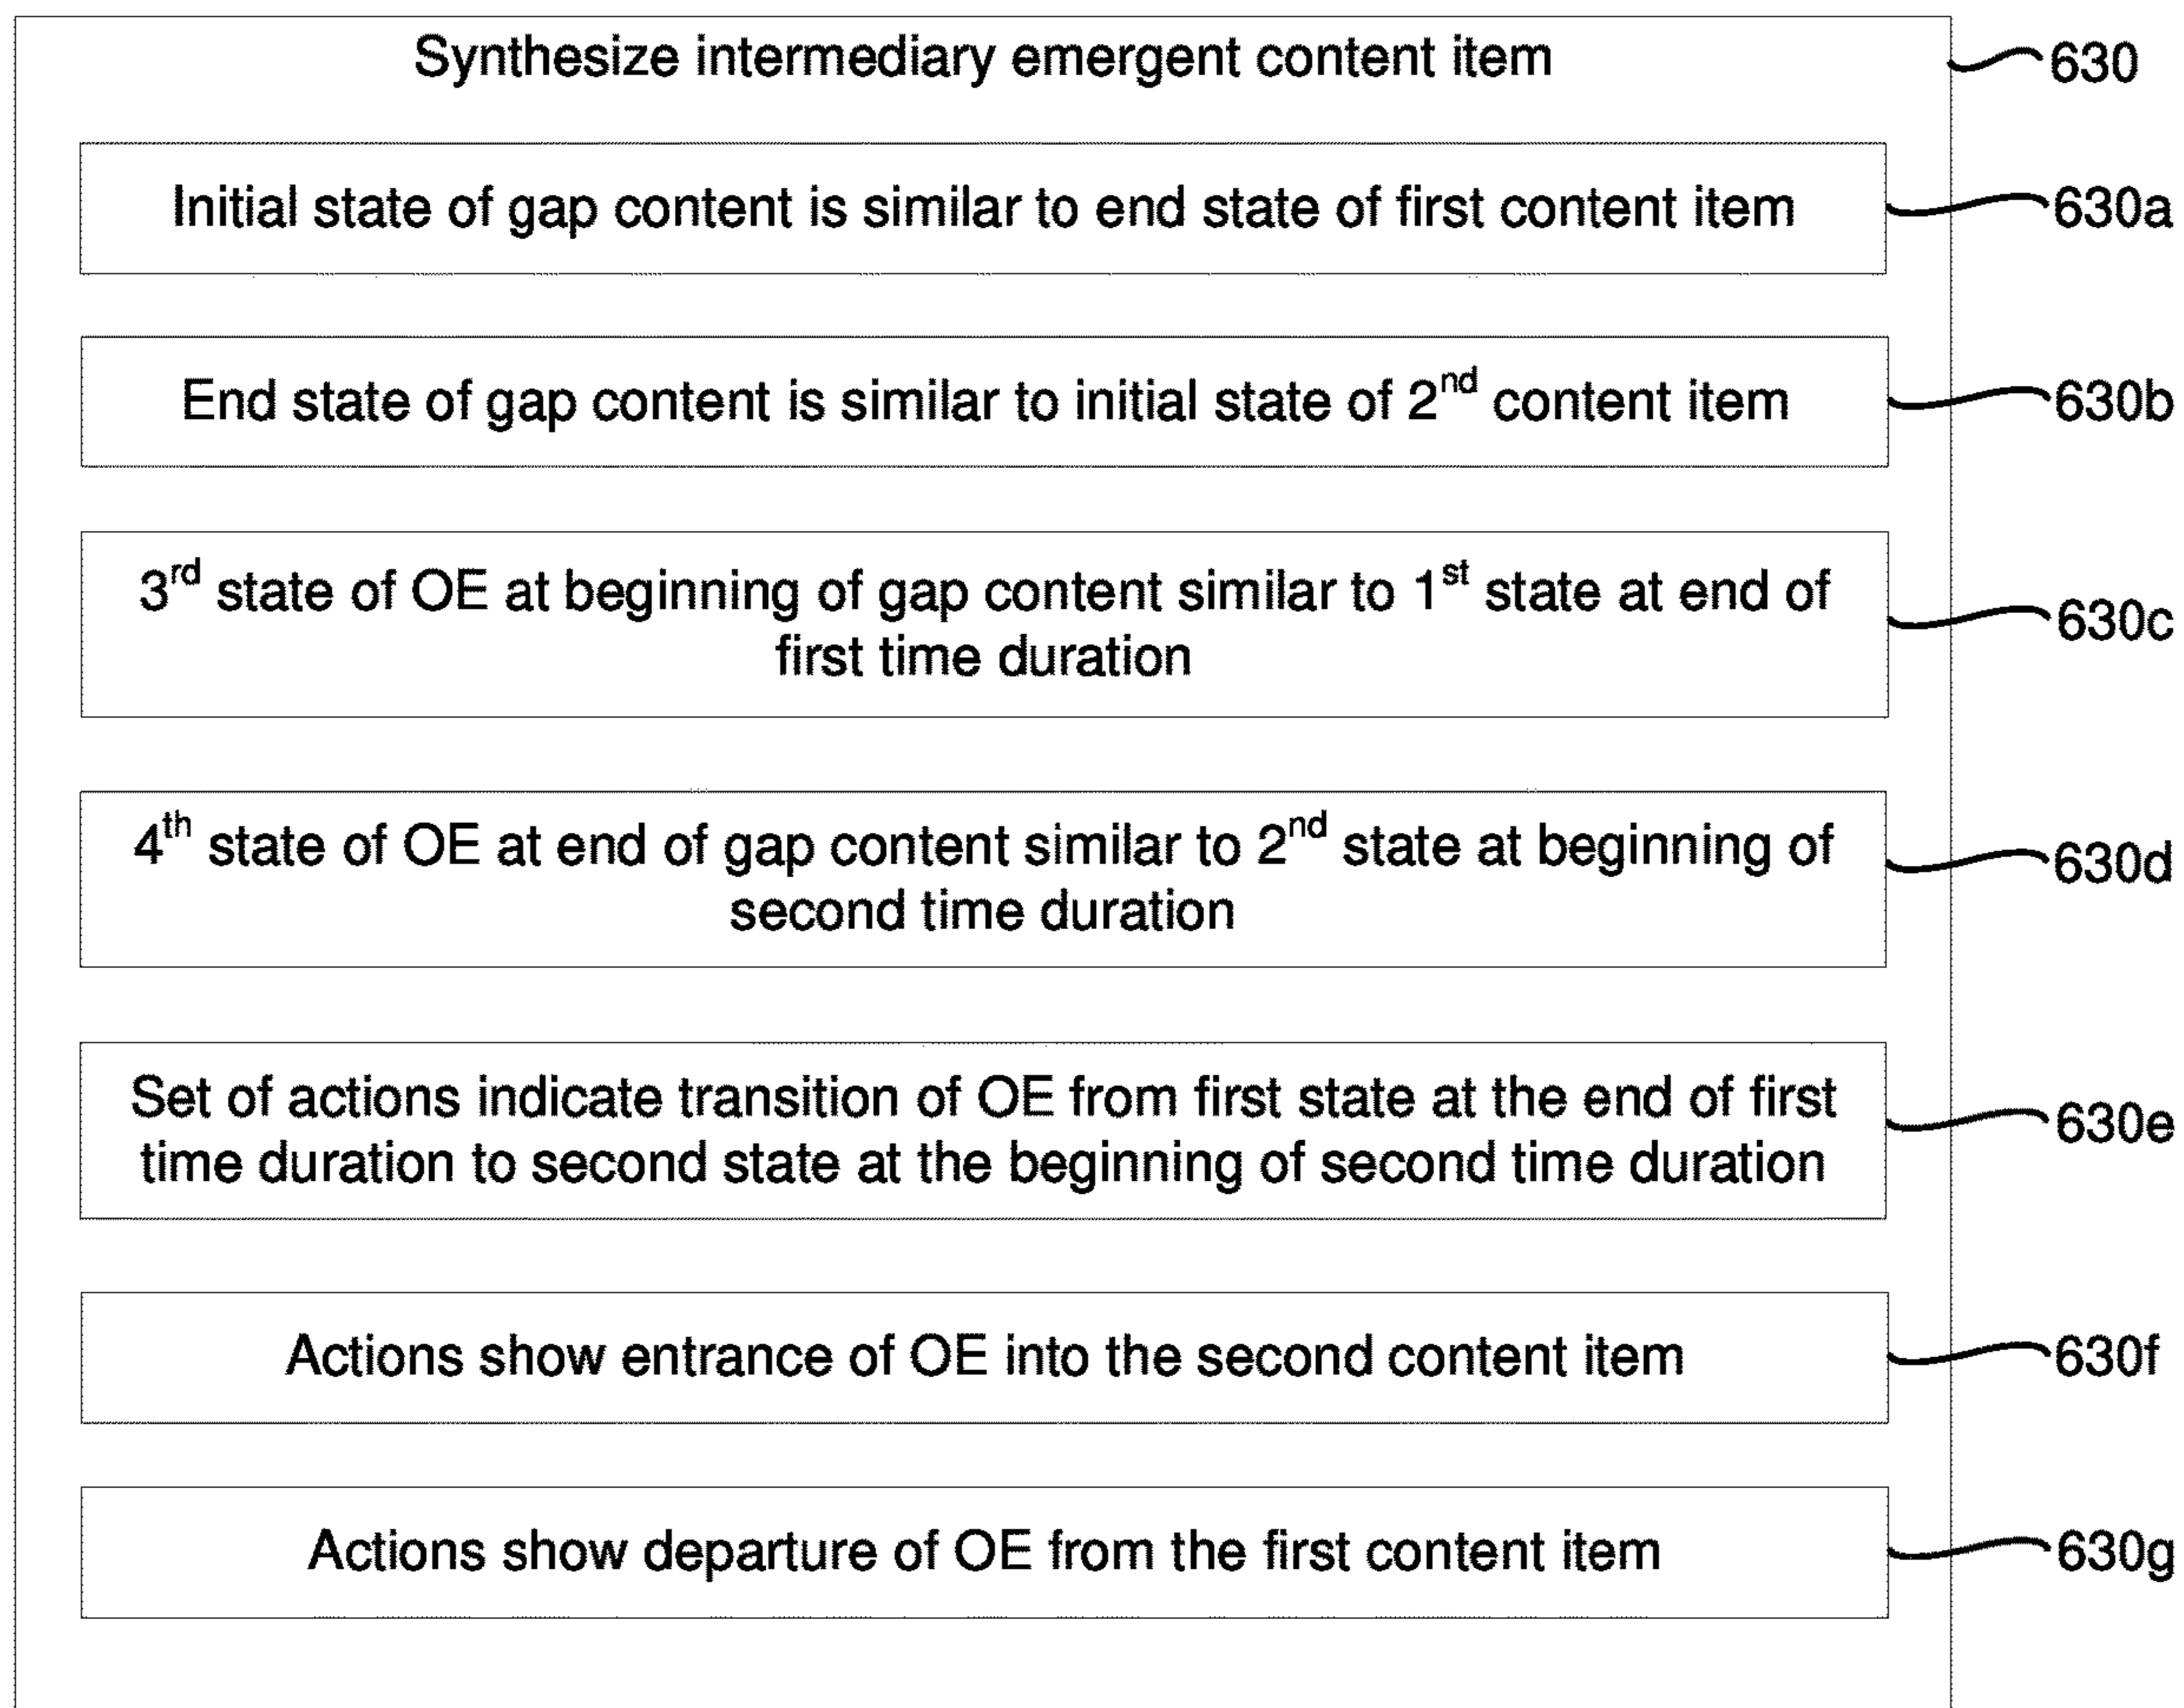 Synthesize intermediary emergent content item
630
Initial state of gap content is similar to end state of first content item
630a
End state of gap content is similar to initial state of 2nd content item
630b
3rd state of OE at beginning of gap content similar to 1st state at end of
first time duration
630c
4th state of OE at end of gap content similar to 2nd state at beginning of
second time duration
630d
Set of actions indicate transition of OE from first state at the end of first
time duration to second state at the beginning of second time duration
630e
Actions show entrance of OE into the second content item
630f
Actions show departure of OE from the first content item
630g